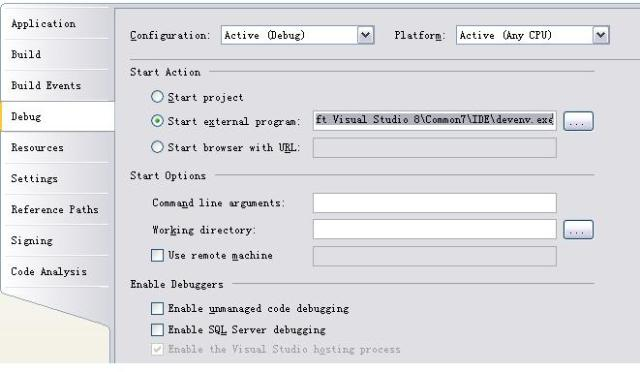 Application
Build
Build Events
Debug
Resources
Settings
Reference Paths
Signing
Code Analysis
Configuration: Active (Debug) Platform: Active (Any CPU)
Start Action
Start project
Start external program: ft Visual Studio 8\Common7\IDE\devenv.exe ...
Start browser with URL:
Start Options
Command line arguments:
Working directory: ...
Use remote machine
Enable Debuggers
Enable unmanaged code debugging
Enable SQL Server debugging
Enable the Visual Studio hosting process